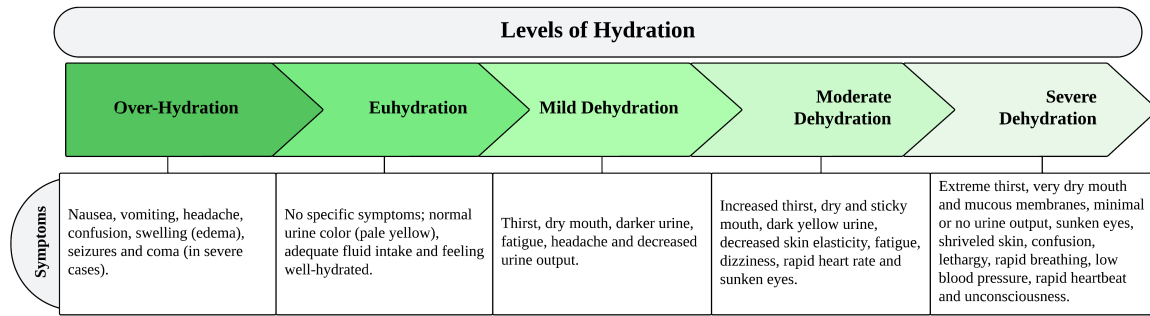 Levels of Hydration
Over-Hydration
Euhydration
Mild Dehydration
Moderate
Dehydration
Severe
Dehydration
Symptoms
Nausea, vomiting, headache,
confusion, swelling (edema),
seizures and coma (in severe
cases).
No specific symptoms; normal
urine color (pale yellow),
adequate fluid intake and feeling
well-hydrated.
Thirst, dry mouth, darker urine,
fatigue, headache and decreased
urine output.
Increased thirst, dry and sticky
mouth, dark yellow urine,
decreased skin elasticity, fatigue,
dizziness, rapid heart rate and
sunken eyes.
Extreme thirst, very dry mouth
and mucous membranes, minimal
or no urine output, sunken eyes,
shriveled skin, confusion,
lethargy, rapid breathing, low
blood pressure, rapid heartbeat
and unconsciousness.